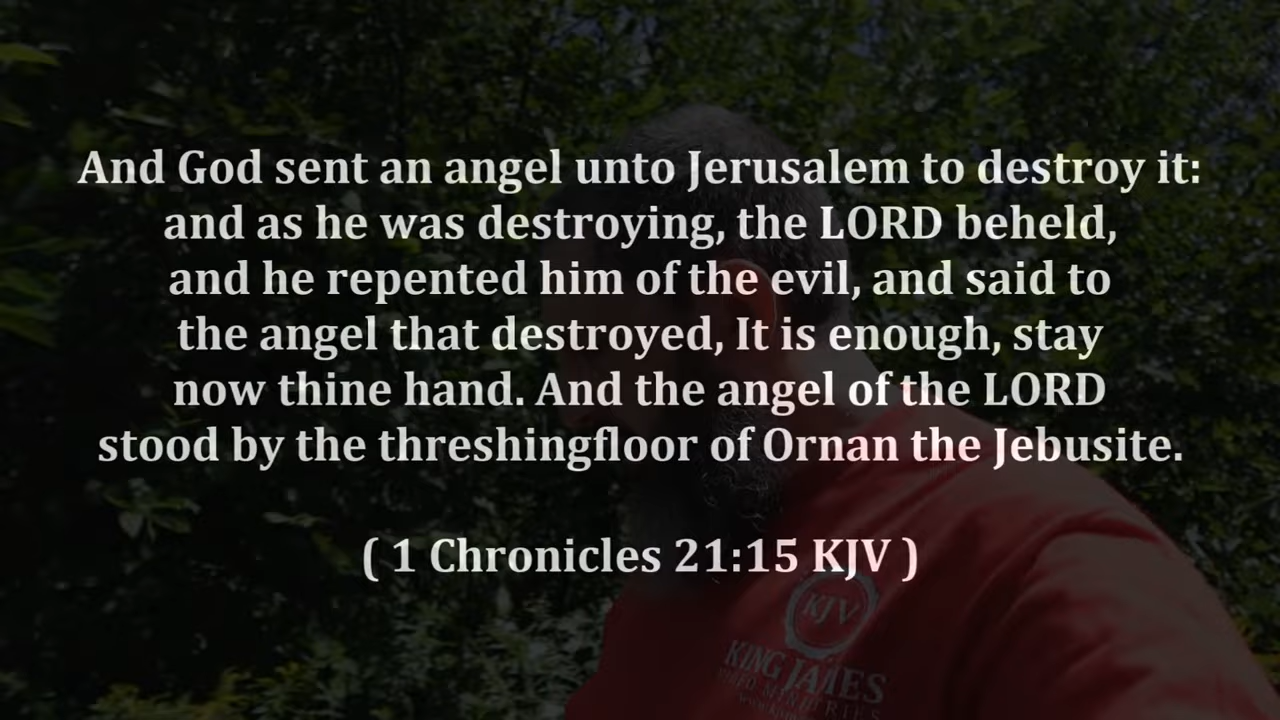 And God sent an angel unto Jerusalem to destroy it:
and as he was destroying, the LORD beheld,
and he repented him of the evil, and said to
the angel that destroyed, It is enough, stay
now thine hand. And the angel of the LORD
stood by the threshingfloor of Ornan the Jebusite.
( 1 Chronicles 21:15 KJV )
KJV
KING JAMES